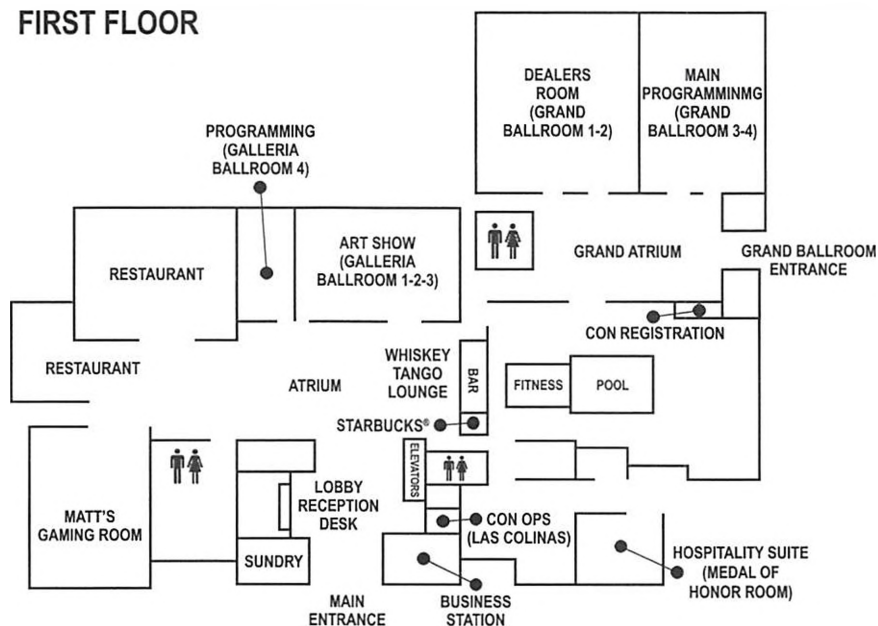 FIRST FLOOR
DEALERS
ROOM
(GRAND
BALLROOM 1-2)
MAIN
PROGRAMMINMG
(GRAND
BALLROOM 3-4)
PROGRAMMING
(GALLERIA
BALLROOM 4)
RESTAURANT
ART SHOW
(GALLERIA
BALLROOM 1-2-3)
GRAND ATRIUM
GRAND BALLROOM
ENTRANCE
CON REGISTRATION
RESTAURANT
ATRIUM
WHISKEY
TANGO
LOUNGE
BAR
FITNESS
POOL
STARBUCKS®
ELEVATORS
MATT'S
GAMING ROOM
LOBBY
RECEPTION
DESK
CON OPS
(LAS COLINAS)
SUNDRY
HOSPITALITY SUITE
(MEDAL OF
HONOR ROOM)
MAIN
ENTRANCE
BUSINESS
STATION